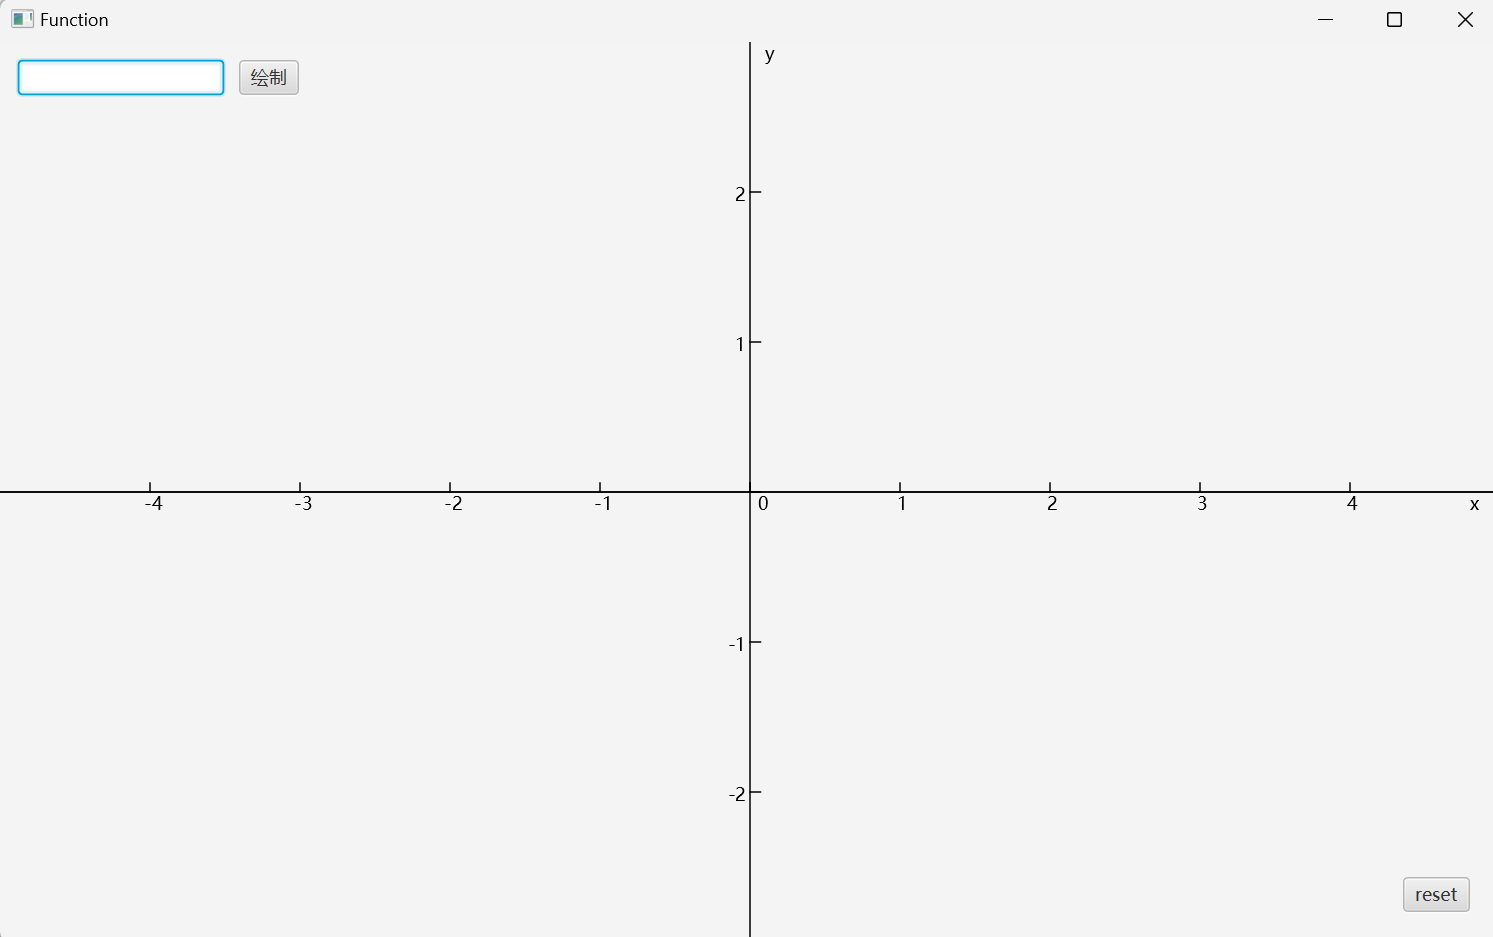 Function
绘制
y
2
1
-4 -3 -2 -1 0 1 2 3 4 x
-1
-2
reset